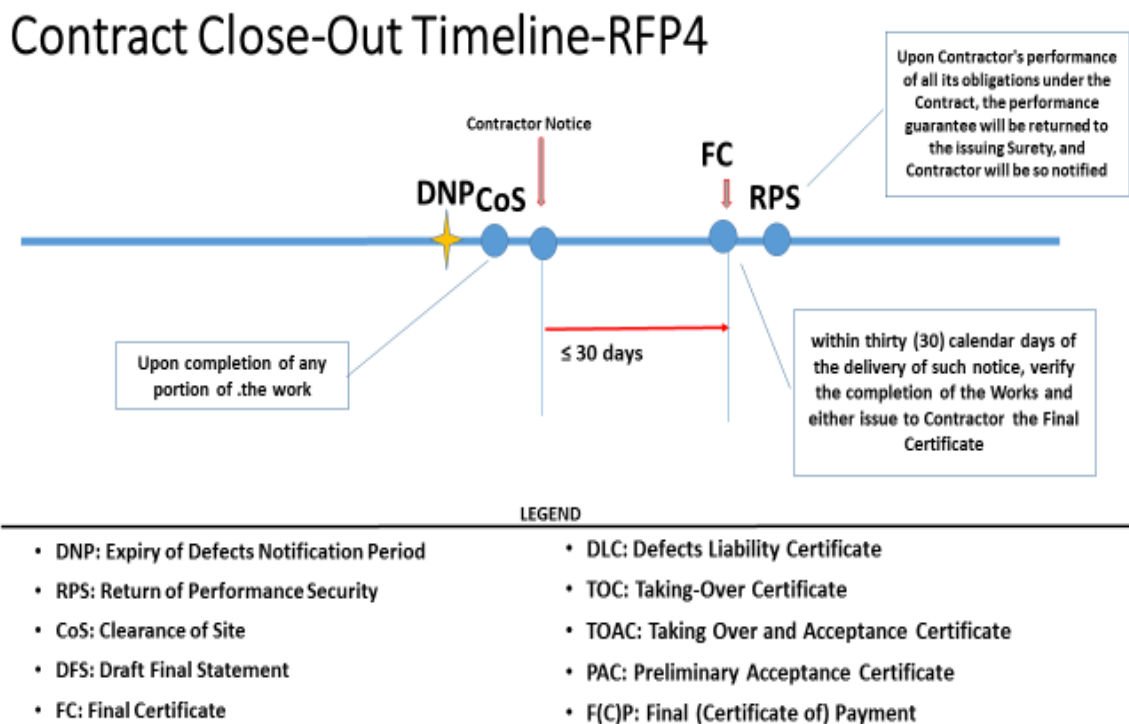 Contract Close-Out Timeline-RFP4
Upon Contractor's performance
of all its obligations under the
Contract, the performance
guarantee will be returned to
the issuing Surety, and
Contractor will be so notified
Contractor Notice
FC
DNP
CoS
RPS
≤ 30 days
Upon completion of any
portion of .the work
within thirty (30) calendar days of
the delivery of such notice, verify
the completion of the Works and
either issue to Contractor the Final
Certificate
LEGEND
• DNP: Expiry of Defects Notification Period
• RPS: Return of Performance Security
• CoS: Clearance of Site
• DFS: Draft Final Statement
• FC: Final Certificate
• DLC: Defects Liability Certificate
• TOC: Taking-Over Certificate
• TOAC: Taking Over and Acceptance Certificate
• PAC: Preliminary Acceptance Certificate
• F(C)P: Final (Certificate of) Payment